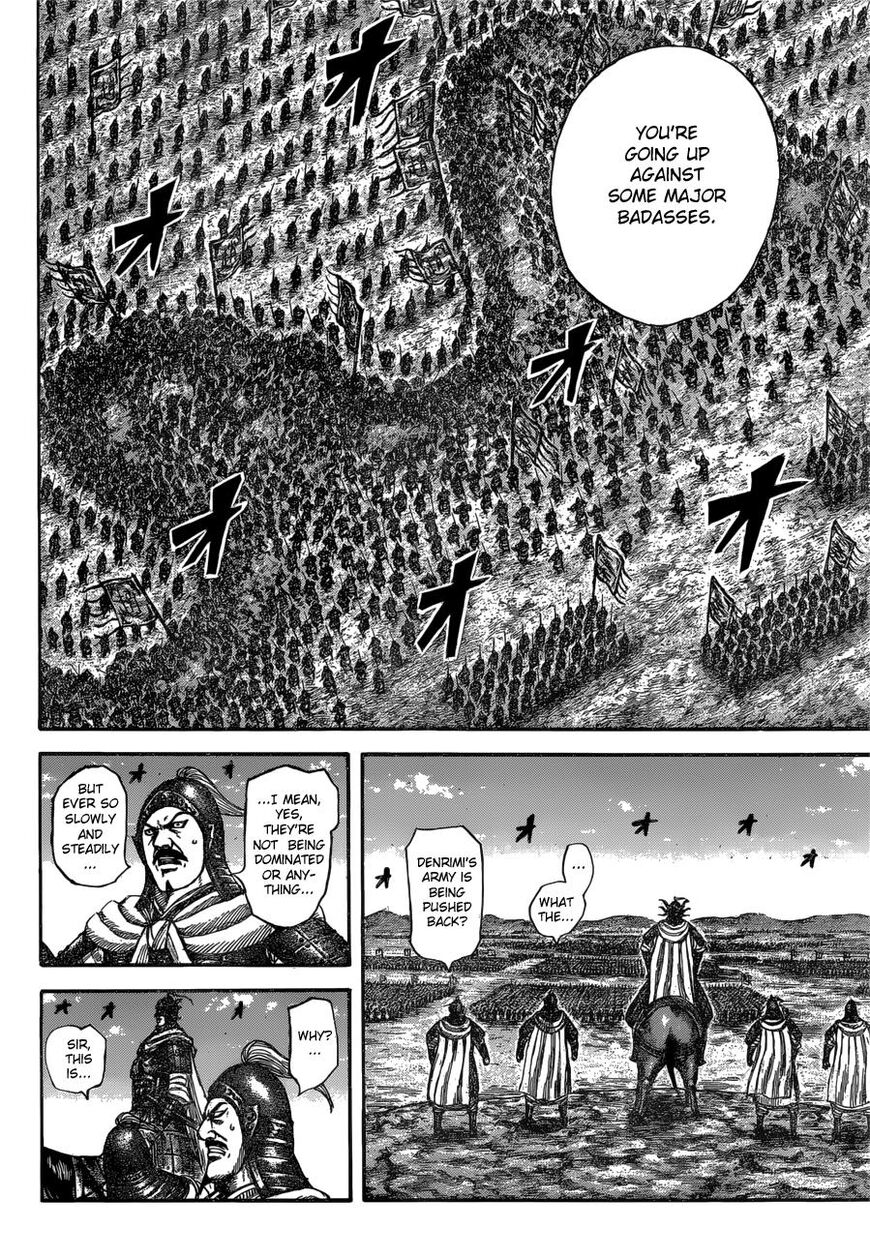 YOU'RE
GOING UP
AGAINST
SOME MAJOR
BADASSES.
...
WHAT
THE...
DENRIMI'S
ARMY IS
BEING
PUSHED
BACK?
...I MEAN,
YES,
THEY'RE
NOT BEING
DOMINATED
OR ANY-
THING...
BUT
EVER SO
SLOWLY
AND
STEADILY
...
WHY?
...
SIR,
THIS
IS...